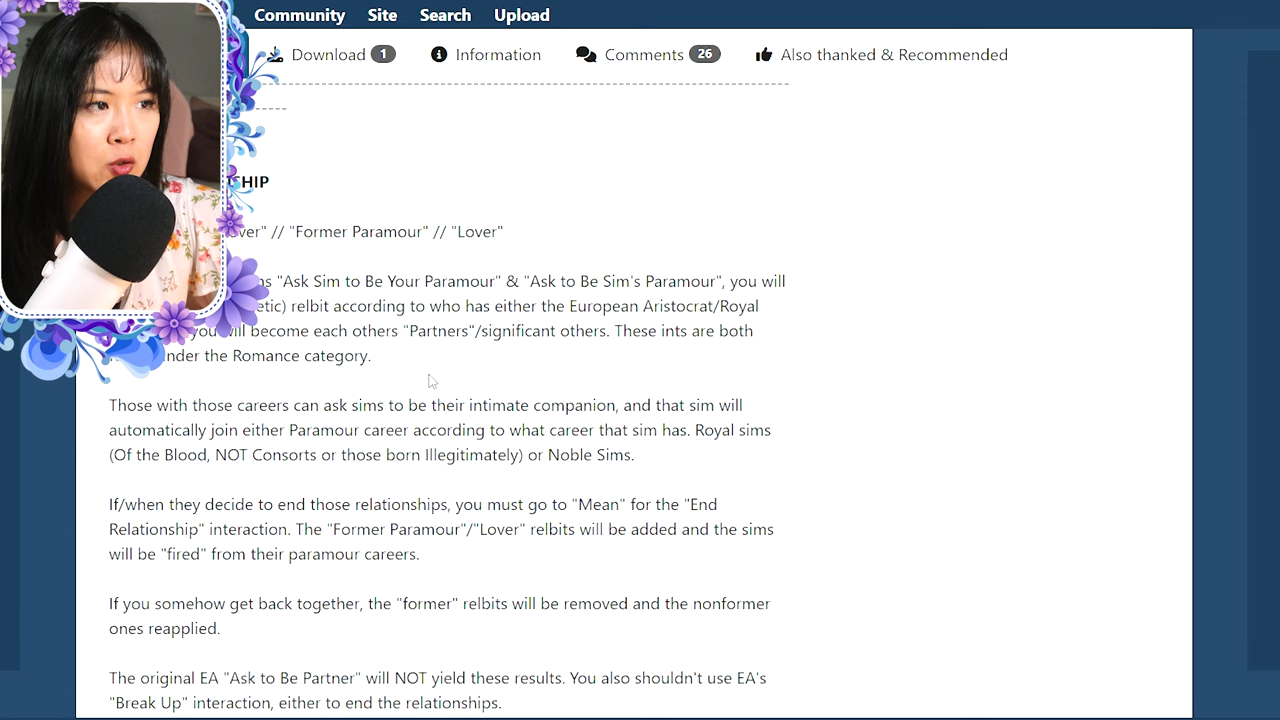 Community Site Search Upload
Download 1 Information Comments 26 Also thanked & Recommended
SHIP
" // "Former Paramour" // "Lover"
"Ask Sim to Be Your Paramour" & "Ask to Be Sim's Paramour", you will
relbit according to who has either the European Aristocrat/Royal
you will become each others "Partners"/significant others. These ints are both
under the Romance category.
Those with those careers can ask sims to be their intimate companion, and that sim will
automatically join either Paramour career according to what career that sim has. Royal sims
(Of the Blood, NOT Consorts or those born Illegitimately) or Noble Sims.
If/when they decide to end those relationships, you must go to "Mean" for the "End
Relationship" interaction. The "Former Paramour"/"Lover" relbits will be added and the sims
will be "fired" from their paramour careers.
If you somehow get back together, the "former" relbits will be removed and the nonformer
ones reapplied.
The original EA "Ask to Be Partner" will NOT yield these results. You also shouldn't use EA's
"Break Up" interaction, either to end the relationships.